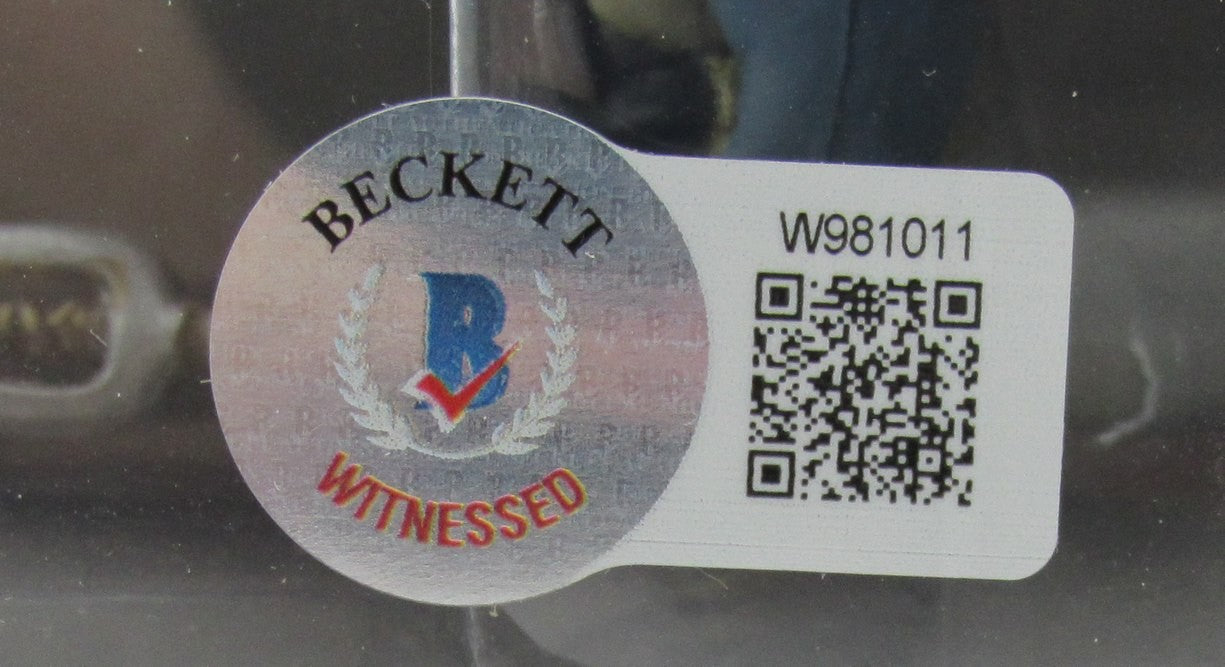 BECKETT
B
WITNESSED
W981011